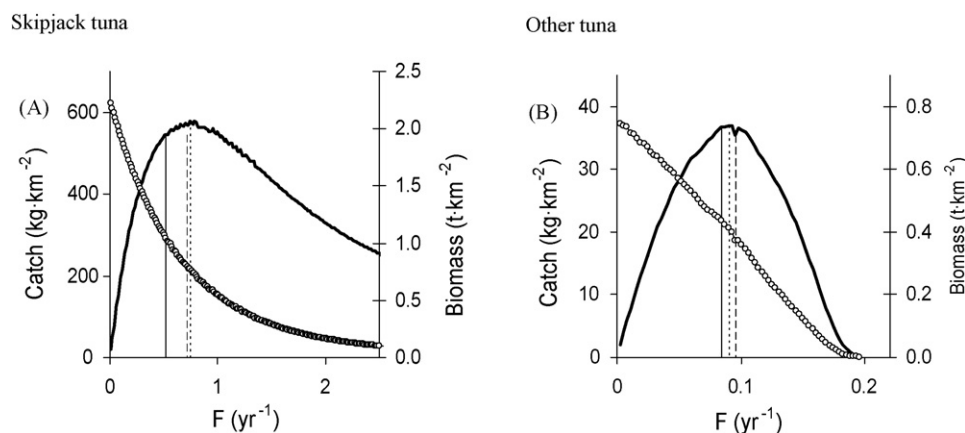 Skipjack tuna
Other tuna
(A)
Catch (kg·km⁻²)
600
400
200
0
2.5
2.0
1.5
1.0
0.5
0.0
Biomass (t·km⁻²)
0
1
2
F (yr⁻¹)
(B)
Catch (kg·km⁻²)
40
30
20
10
0
0.8
0.6
0.4
0.2
0.0
Biomass (t·km⁻²)
0
0.1
0.2
F (yr⁻¹)